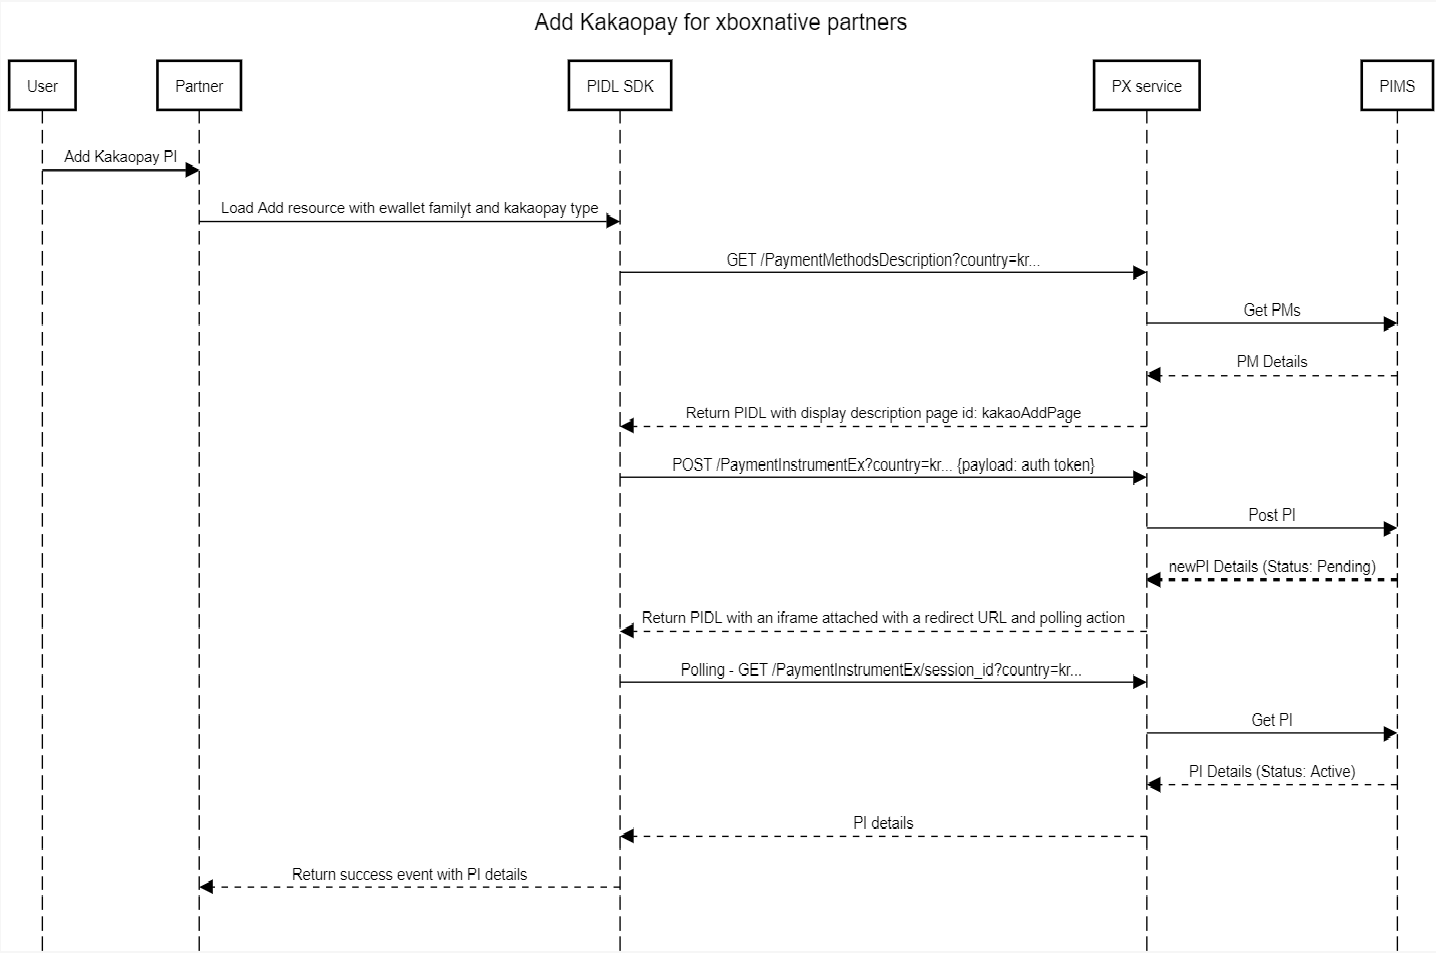 Add Kakaopay for xboxnative partners
User
Partner
PIDL SDK
PX service
PIMS
Add Kakaopay PI
Load Add resource with ewallet familyt and kakaopay type
GET /PaymentMethodsDescription?country=kr...
Get PMs
PM Details
Return PIDL with display description page id: kakaoAddPage
POST /PaymentInstrumentEx?country=kr... {payload: auth token}
Post PI
newPI Details (Status: Pending)
Return PIDL with an iframe attached with a redirect URL and polling action
Polling - GET /PaymentInstrumentEx/session_id?country=kr...
Get PI
PI Details (Status: Active)
PI details
Return success event with PI details